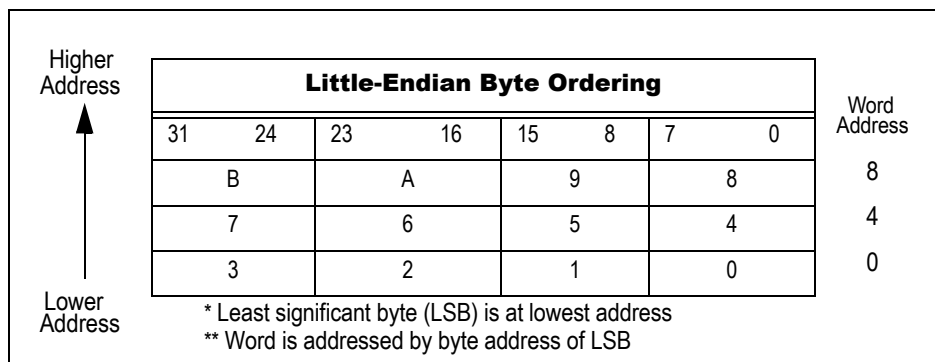 Higher
Address
Little-Endian Byte Ordering
Word
Address
31 24 23 16 15 8 7 0
B A 9 8 8
7 6 5 4 4
3 2 1 0 0
Lower
Address
* Least significant byte (LSB) is at lowest address
** Word is addressed by byte address of LSB